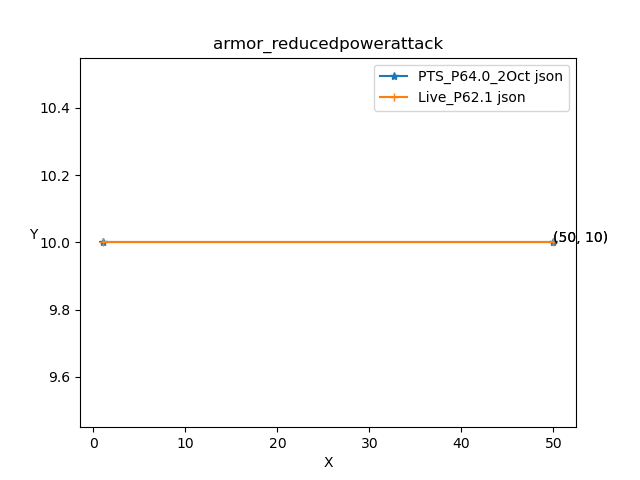 armor_reducedpowerattack
PTS_P64.0_2Oct json
Live_P62.1 json
10.4
10.2
10.0
9.8
9.6
Y
(50, 10)
0 10 20 30 40 50
X